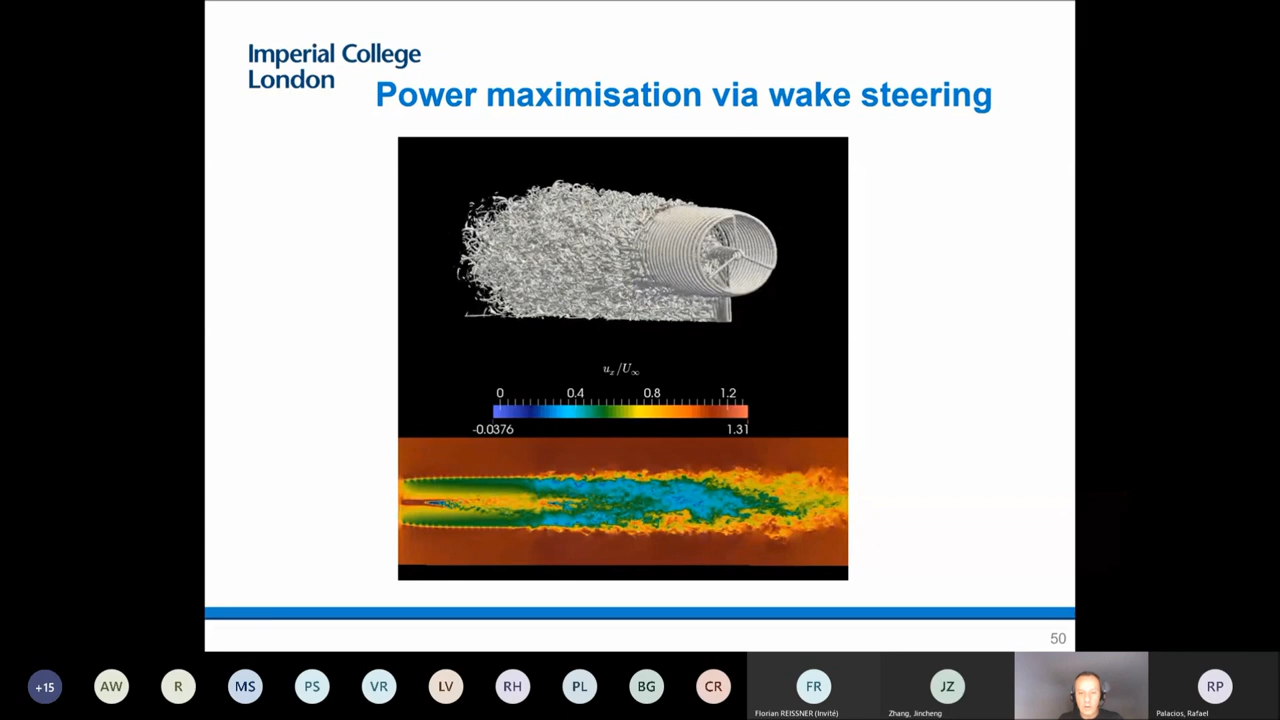 Imperial College
London
Power maximisation via wake steering
uₓ/U∞
0 0.4 0.8 1.2
-0.0376 1.31
50
+15 AW R MS PS VR LV RH PL BG CR FR JZ RP
Florian REISSNER (Invité) Zhang, Jincheng Palacios, Rafael